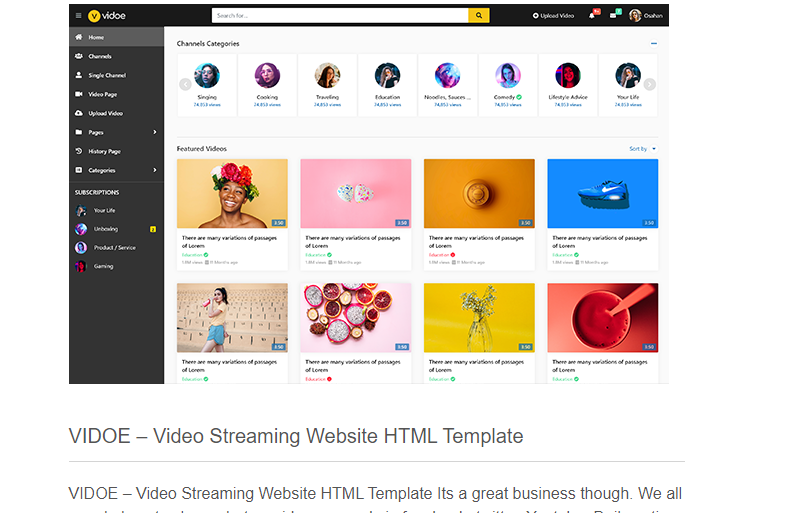 vidoe
Search for...
Upload Video
Osahan
Home
Channels
Single Channel
Video Page
Upload Video
Pages
History Page
Categories
SUBSCRIPTIONS
Your Life
Unboxing 2
Product / Service
Gaming
Channels Categories
Singing Cooking Traveling Education Noodles, Sauces ... Comedy Lifestyle Advice Your Life
74,853 views 74,853 views 74,853 views 74,853 views 74,853 views 74,853 views 74,853 views 74,853 views
Featured Videos Sort by
3:50 3:50 3:50 3:50
There are many variations of passages of Lorem
Education
1.8M views 11 Months ago
There are many variations of passages of Lorem
Education
1.8M views 11 Months ago
There are many variations of passages of Lorem
Education
1.8M views 11 Months ago
There are many variations of passages of Lorem
Education
1.8M views 11 Months ago
3:50 3:50 3:50 3:50
There are many variations of passages of Lorem
Education
There are many variations of passages of Lorem
Education
There are many variations of passages of Lorem
Education
There are many variations of passages of Lorem
Education
VIDOE – Video Streaming Website HTML Template
VIDOE – Video Streaming Website HTML Template Its a great business though. We all